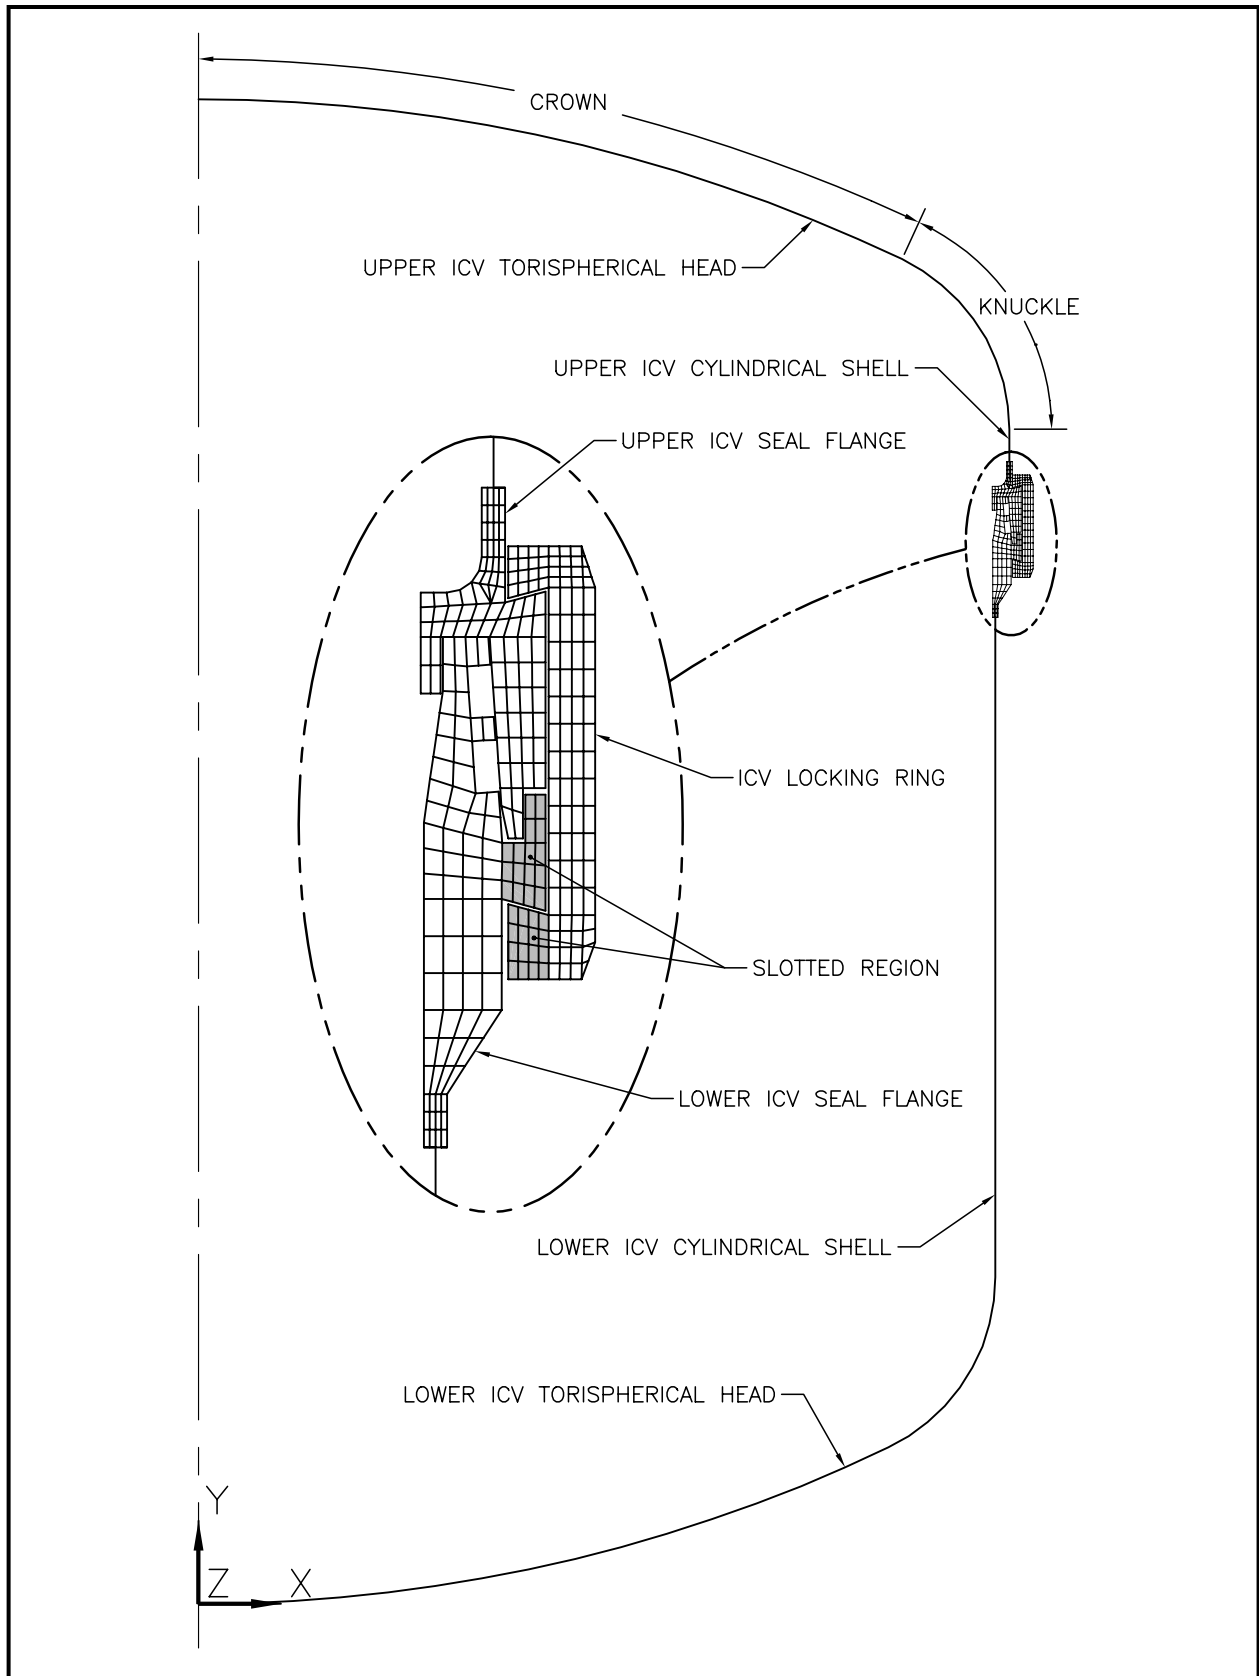 CROWN
UPPER ICV TORISPHERICAL HEAD
KNUCKLE
UPPER ICV CYLINDRICAL SHELL
UPPER ICV SEAL FLANGE
ICV LOCKING RING
SLOTTED REGION
LOWER ICV SEAL FLANGE
LOWER ICV CYLINDRICAL SHELL
LOWER ICV TORISPHERICAL HEAD
Y
Z X